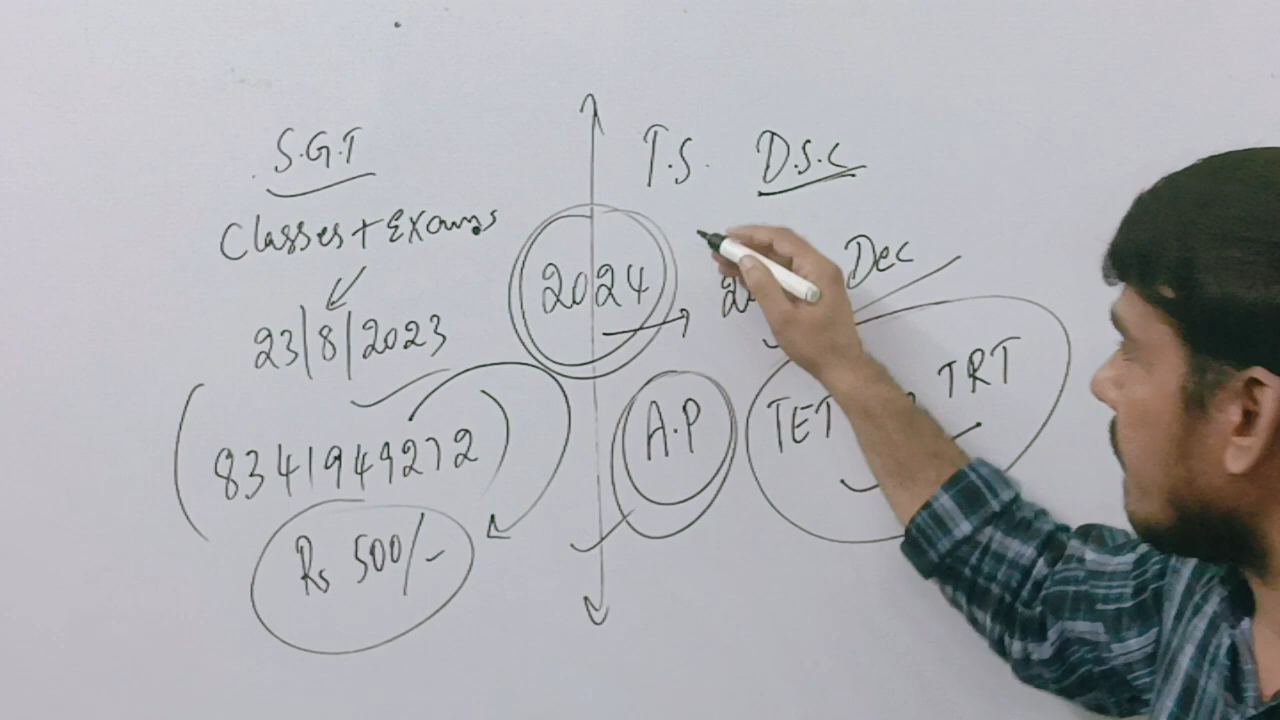 S.G.T
Classes + Exams
23/8/2023
(8341949272)
Rs 500/-
2024
T.S. D.S.C
Dec
A.P
TET
TRT